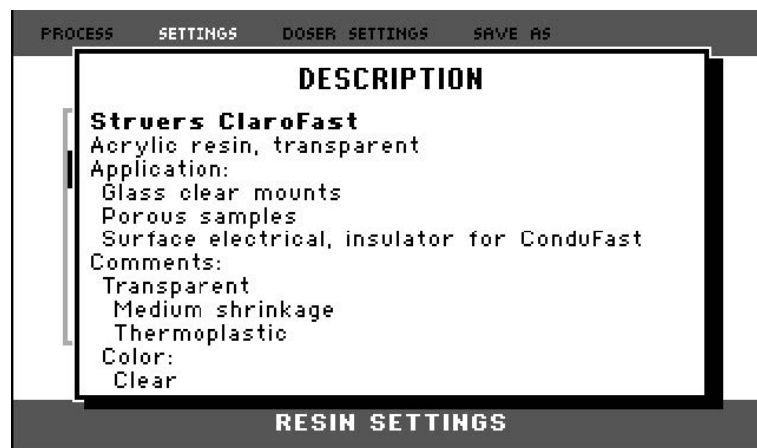 PROCESS SETTINGS DOSER SETTINGS SAVE AS
DESCRIPTION
Struers ClaroFast
Acrylic resin, transparent
Application:
Glass clear mounts
Porous samples
Surface electrical, insulator for ConduFast
Comments:
Transparent
Medium shrinkage
Thermoplastic
Color:
Clear
RESIN SETTINGS